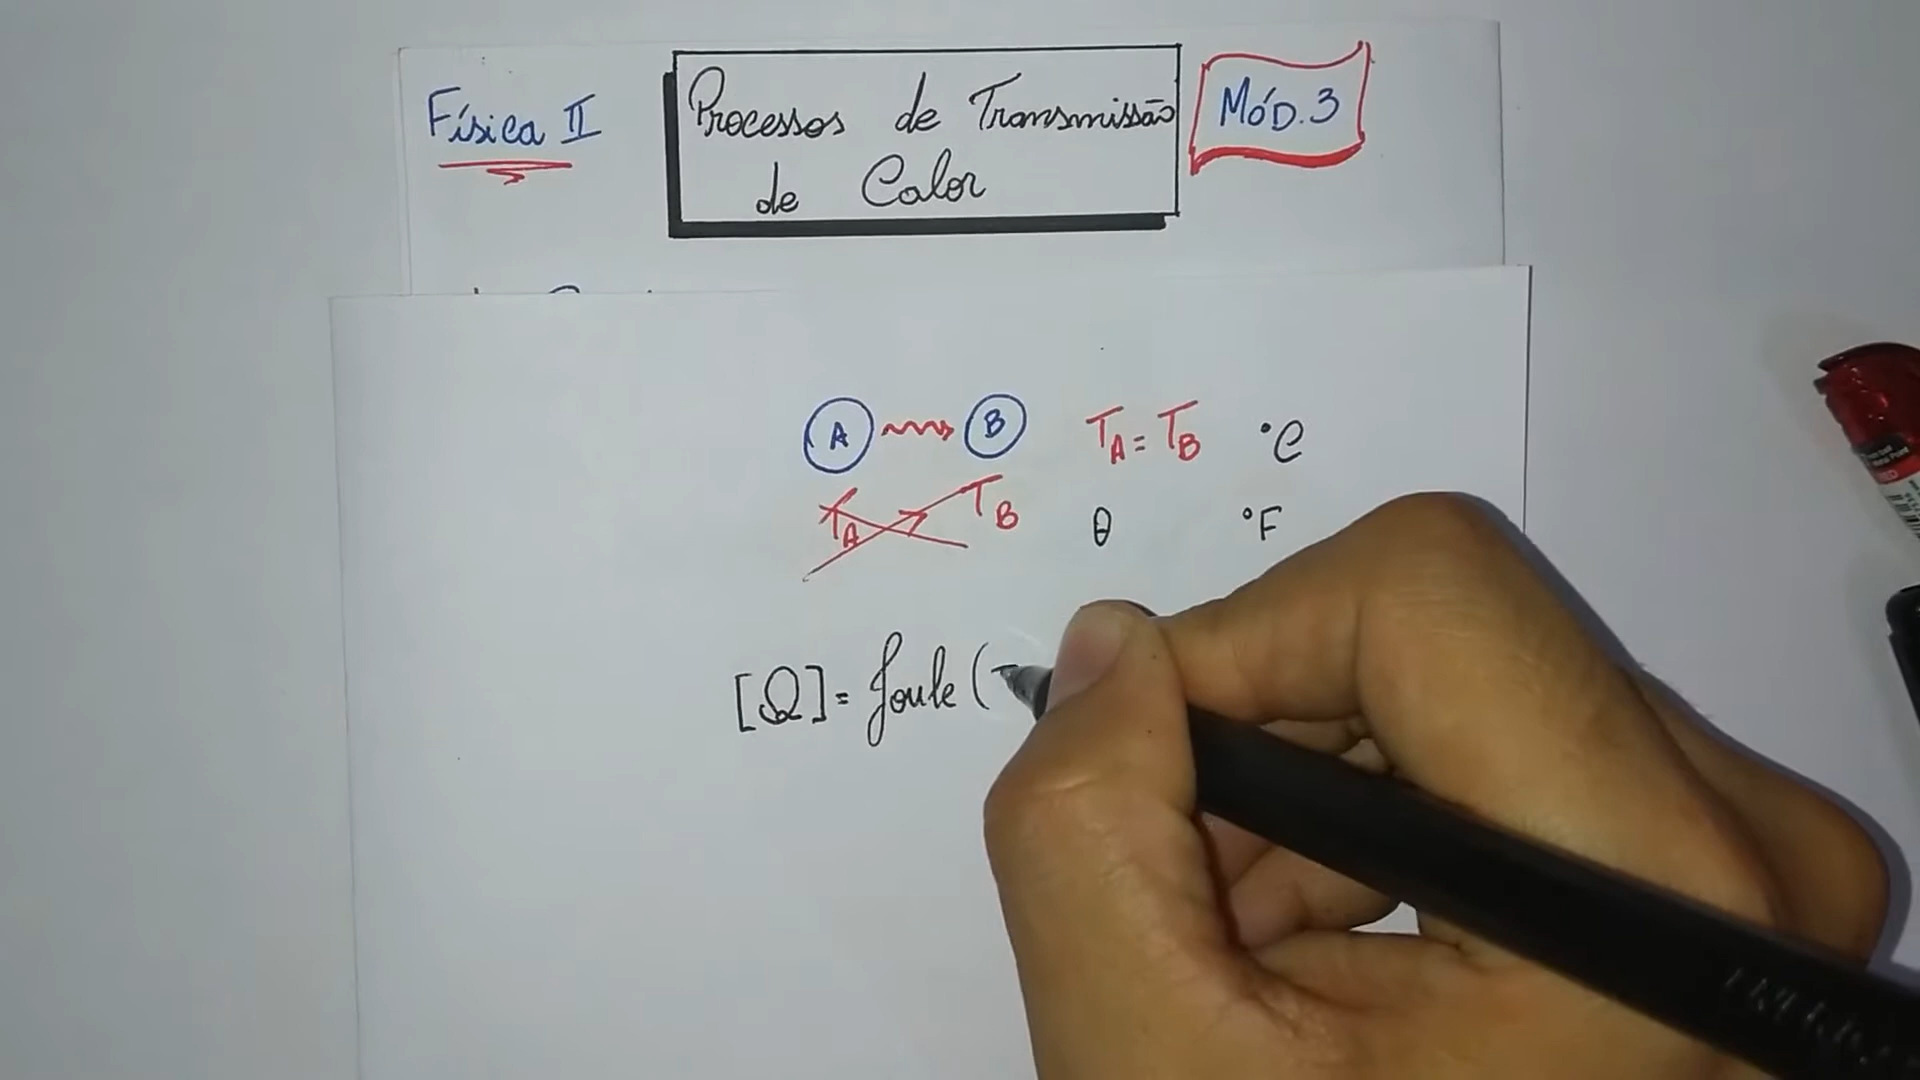 Física II
Processos de Transmissão
de Calor
MÓD. 3
A B TA = TB °C
TA TB θ °F
[Q] = Joule (